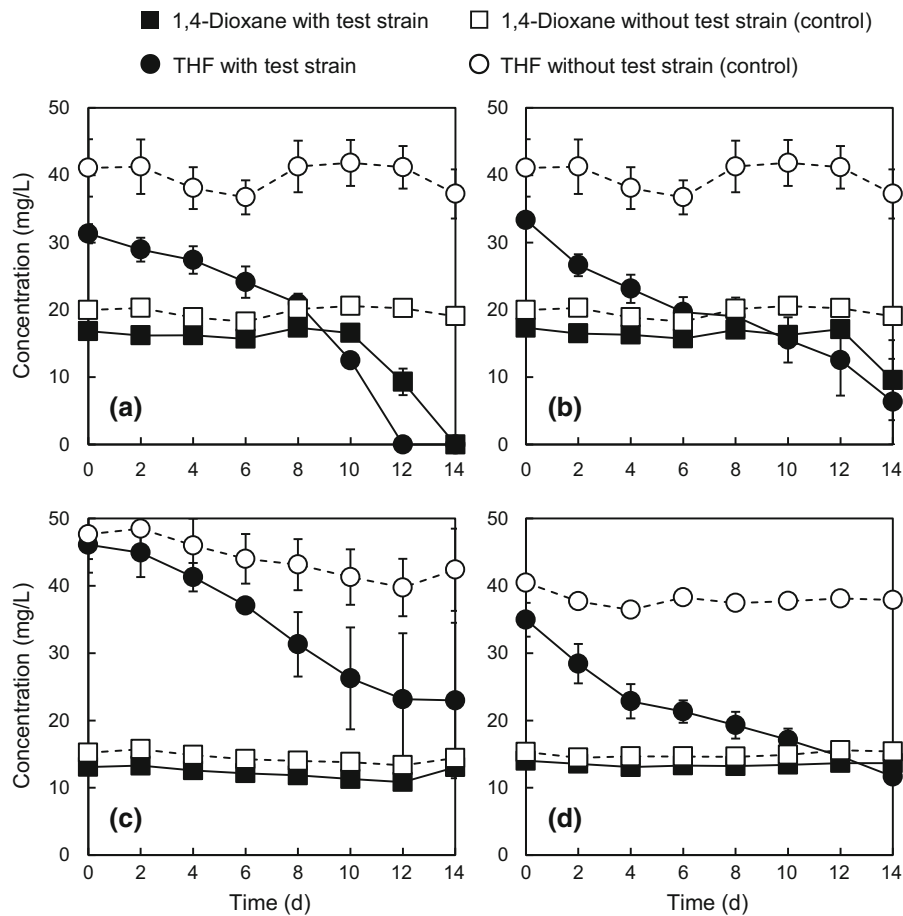 1,4-Dioxane with test strain
1,4-Dioxane without test strain (control)
THF with test strain
THF without test strain (control)
Concentration (mg/L)
50
40
30
20
10
0
(a)
0 2 4 6 8 10 12 14
50
40
30
20
10
0
(b)
0 2 4 6 8 10 12 14
Concentration (mg/L)
50
40
30
20
10
0
(c)
0 2 4 6 8 10 12 14
Time (d)
50
40
30
20
10
0
(d)
0 2 4 6 8 10 12 14
Time (d)